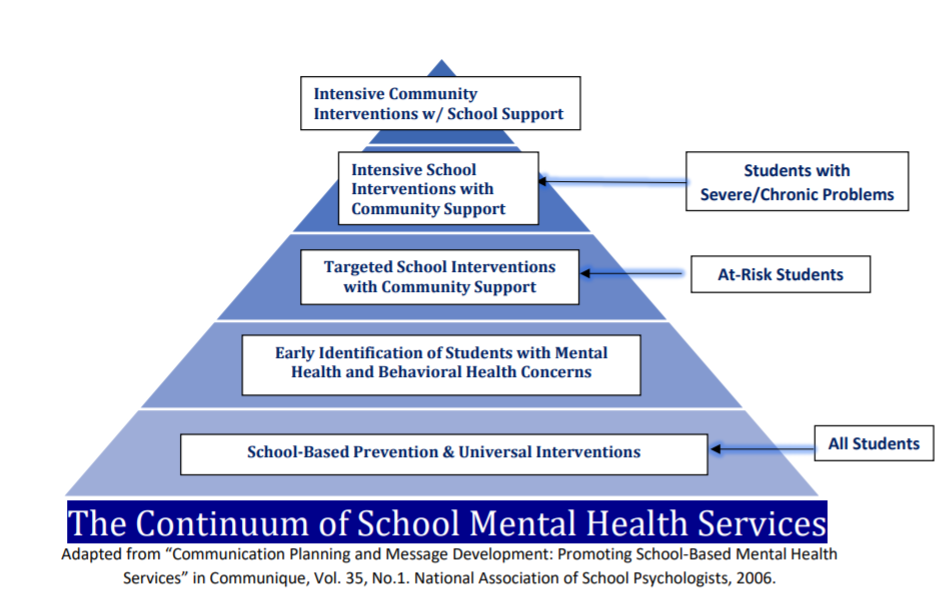 Intensive Community
Interventions w/ School Support
Intensive School
Interventions with
Community Support
Students with
Severe/Chronic Problems
Targeted School Interventions
with Community Support
At-Risk Students
Early Identification of Students with Mental
Health and Behavioral Health Concerns
School-Based Prevention & Universal Interventions
All Students
The Continuum of School Mental Health Services
Adapted from “Communication Planning and Message Development: Promoting School-Based Mental Health
Services” in Communique, Vol. 35, No.1. National Association of School Psychologists, 2006.